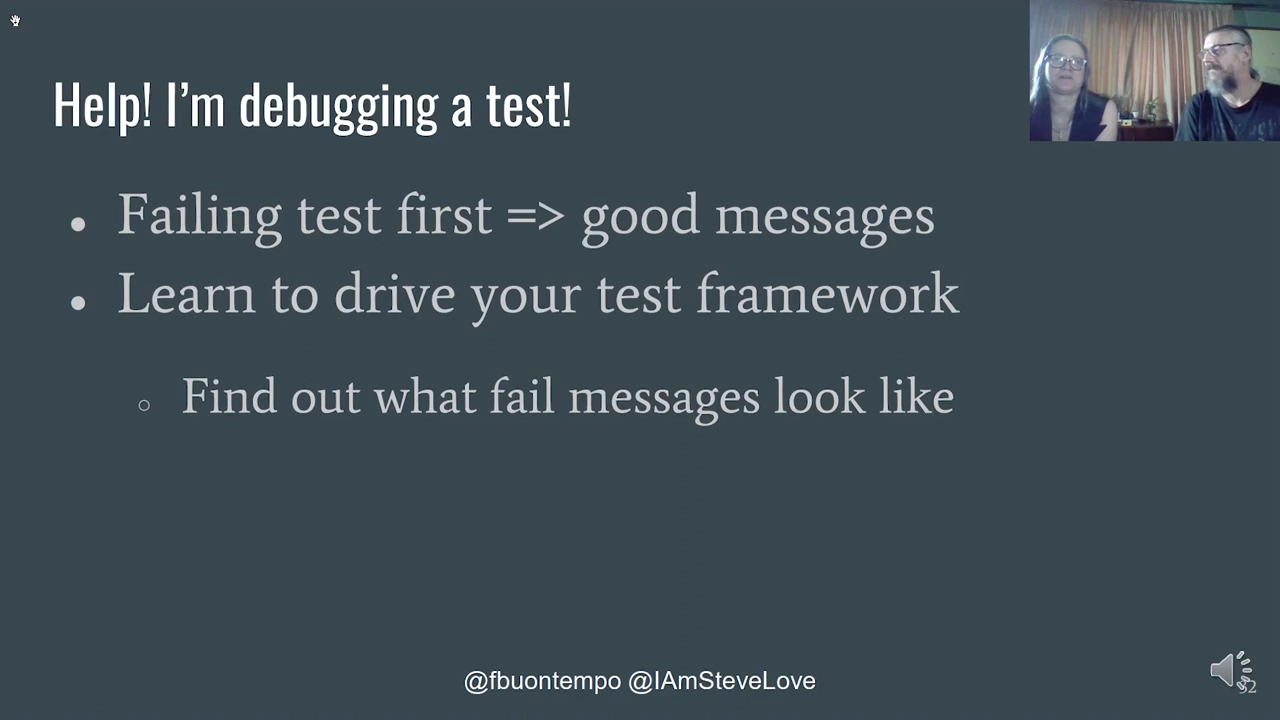 Help! I'm debugging a test!
● Failing test first => good messages
● Learn to drive your test framework
○ Find out what fail messages look like
@fbuontempo @IAmSteveLove